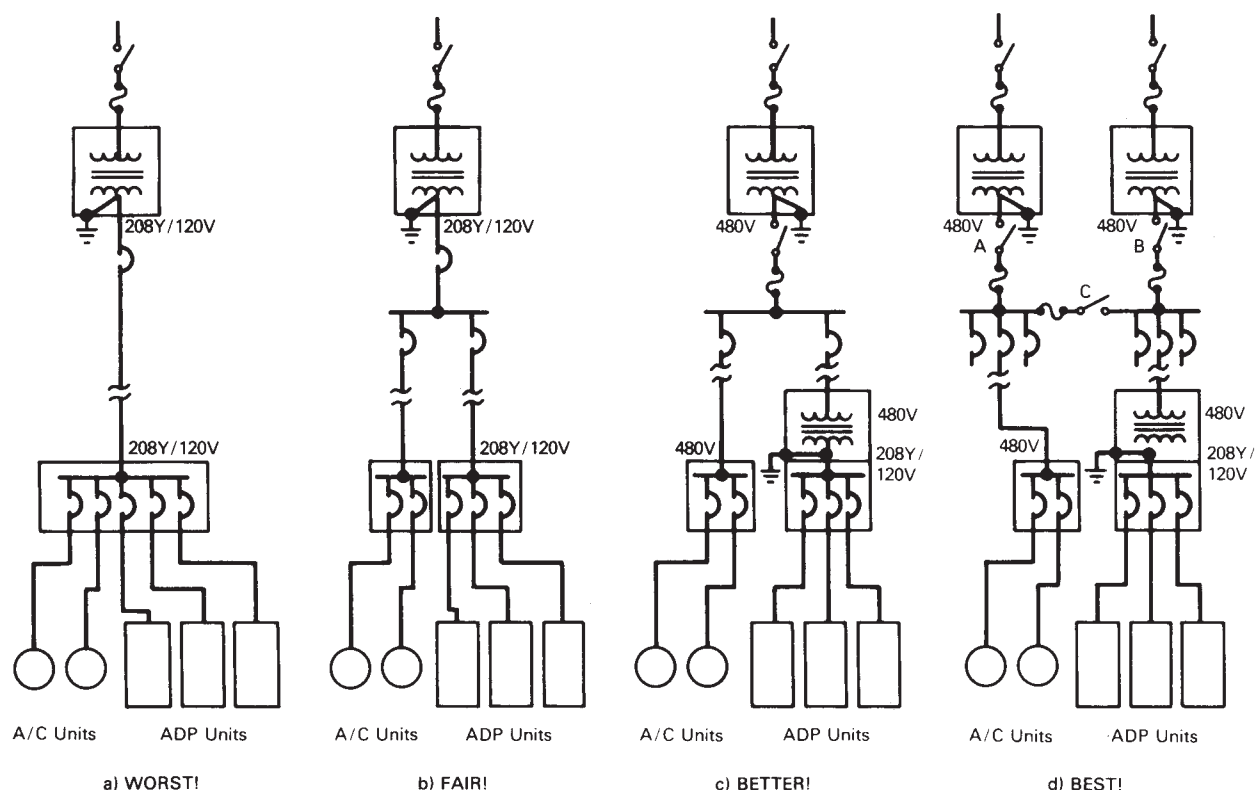 208Y/120V
208Y/120V
A/C Units
ADP Units
a) WORST!
208Y/120V
208Y/120V
A/C Units
ADP Units
b) FAIR!
480V
480V
480V
208Y/
120V
A/C Units
ADP Units
c) BETTER!
480V
A
480V
B
C
480V
480V
208Y/
120V
A/C Units
ADP Units
d) BEST!